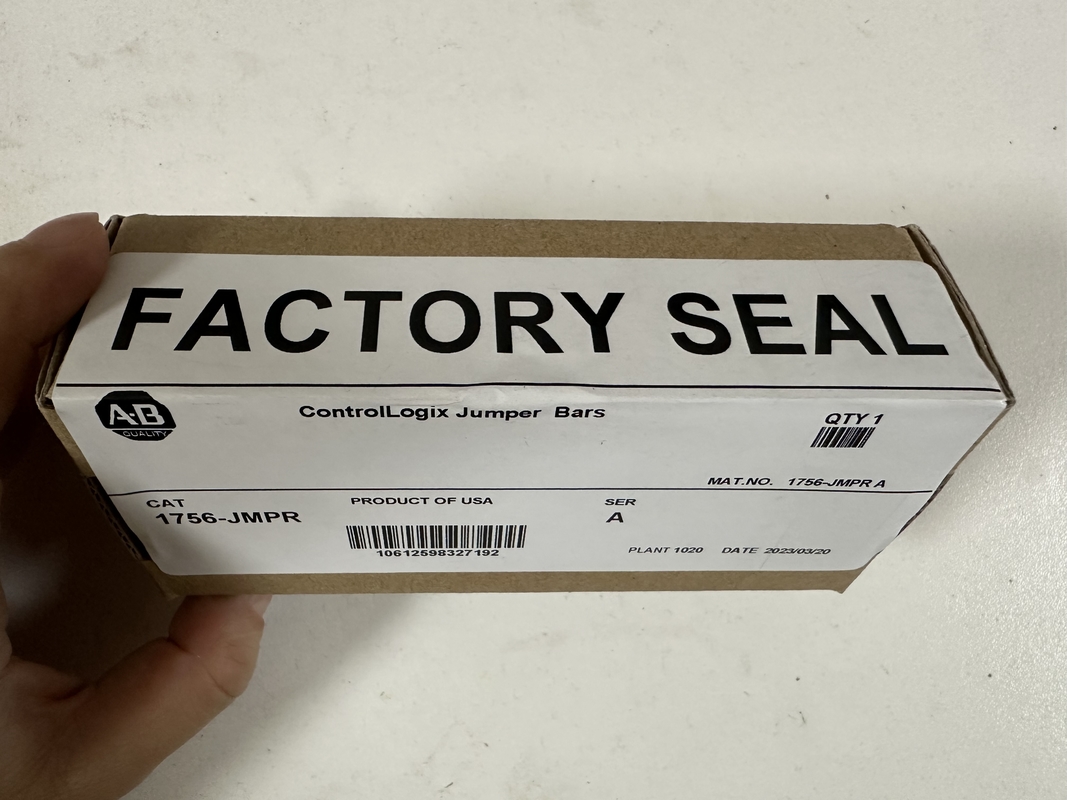 FACTORY SEAL
A·B
QUALITY
ControlLogix Jumper Bars
QTY 1
MAT.NO. 1756-JMPR A
CAT
1756-JMPR
PRODUCT OF USA
10612598327192
SER
A
PLANT 1020 DATE 2023/03/20